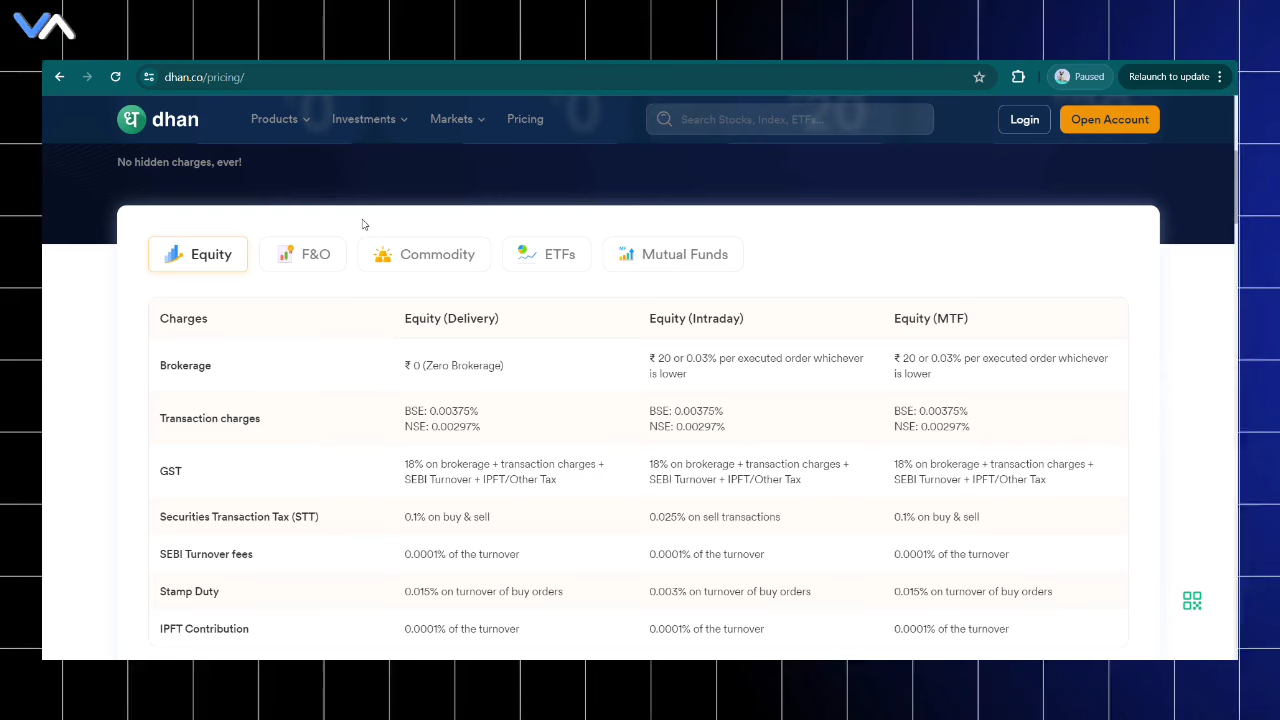 VA
dhan.co/pricing/
Paused
Relaunch to update
ध dhan
Products
Investments
Markets
Pricing
Search Stocks, Index, ETFs...
Login
Open Account
0
0
20
No hidden charges, ever!
Equity
F&O
Commodity
ETFs
Mutual Funds
Charges
Equity (Delivery)
Equity (Intraday)
Equity (MTF)
Brokerage
₹ 0 (Zero Brokerage)
₹ 20 or 0.03% per executed order whichever
is lower
₹ 20 or 0.03% per executed order whichever
is lower
Transaction charges
BSE: 0.00375%
NSE: 0.00297%
BSE: 0.00375%
NSE: 0.00297%
BSE: 0.00375%
NSE: 0.00297%
GST
18% on brokerage + transaction charges +
SEBI Turnover + IPFT/Other Tax
18% on brokerage + transaction charges +
SEBI Turnover + IPFT/Other Tax
18% on brokerage + transaction charges +
SEBI Turnover + IPFT/Other Tax
Securities Transaction Tax (STT)
0.1% on buy & sell
0.025% on sell transactions
0.1% on buy & sell
SEBI Turnover fees
0.0001% of the turnover
0.0001% of the turnover
0.0001% of the turnover
Stamp Duty
0.015% on turnover of buy orders
0.003% on turnover of buy orders
0.015% on turnover of buy orders
IPFT Contribution
0.0001% of the turnover
0.0001% of the turnover
0.0001% of the turnover